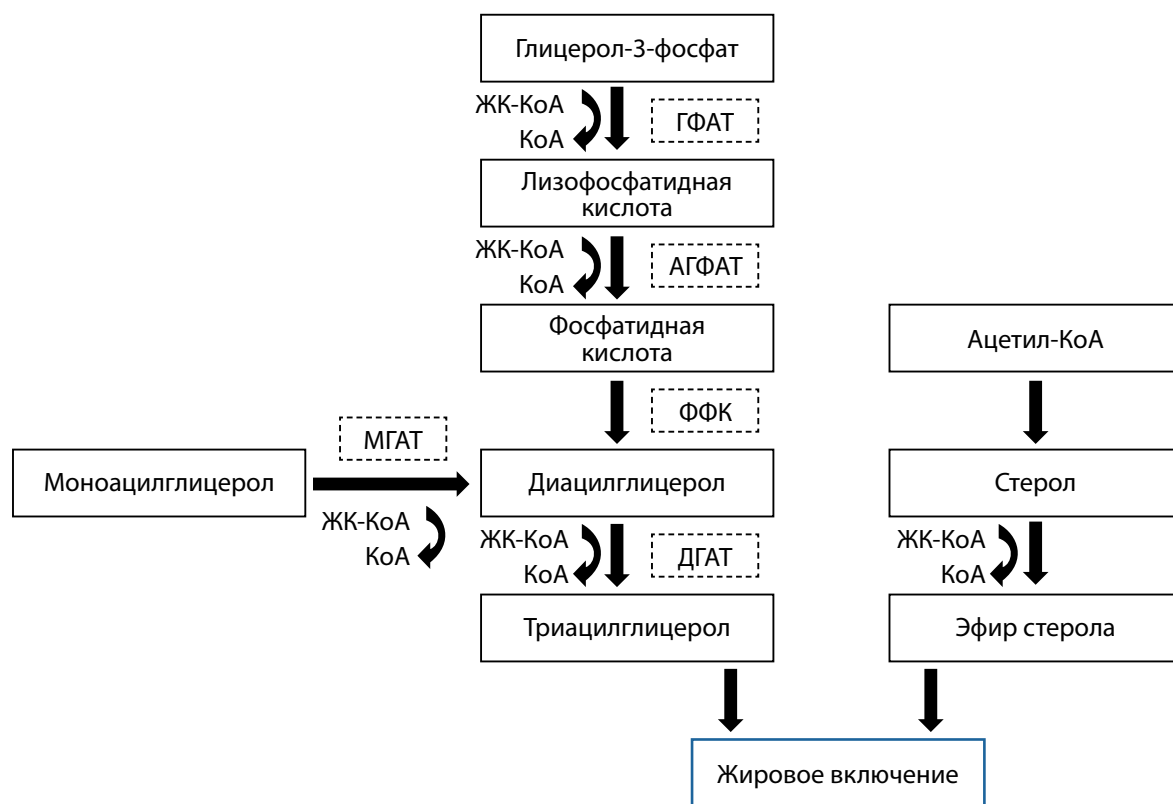 Глицерол-3-фосфат
ЖК-КоА
КоА
ГФАТ
Лизофосфатидная
кислота
ЖК-КоА
КоА
АГФАТ
Фосфатидная
кислота
Ацетил-КоА
ФФК
МГАТ
Моноацилглицерол
Диацилглицерол
Стерол
ЖК-КоА
КоА
ЖК-КоА
КоА
ДГАТ
ЖК-КоА
КоА
Триацилглицерол
Эфир стерола
Жировое включение